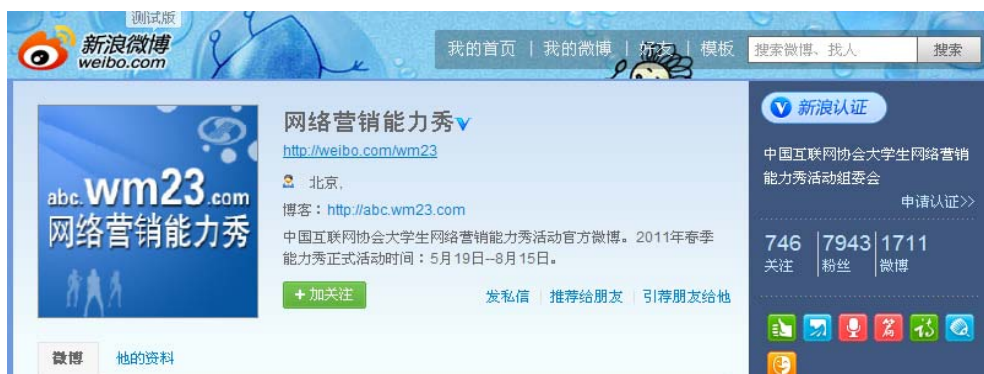 测试版
新浪微博
weibo.com
我的首页 | 我的微博 | 好友 | 模板
搜索微博、找人
搜索
abc.wm23.com
网络营销能力秀
网络营销能力秀
http://weibo.com/wm23
北京,
博客：http://abc.wm23.com
中国互联网协会大学生网络营销能力秀活动官方微博。2011年春季
能力秀正式活动时间：5月19日--8月15日。
+ 加关注
发私信 | 推荐给朋友 | 引荐朋友给他
微博
他的资料
新浪认证
中国互联网协会大学生网络营销
能力秀活动组委会
申请认证>>
746 7943 1711
关注 粉丝 微博
篇